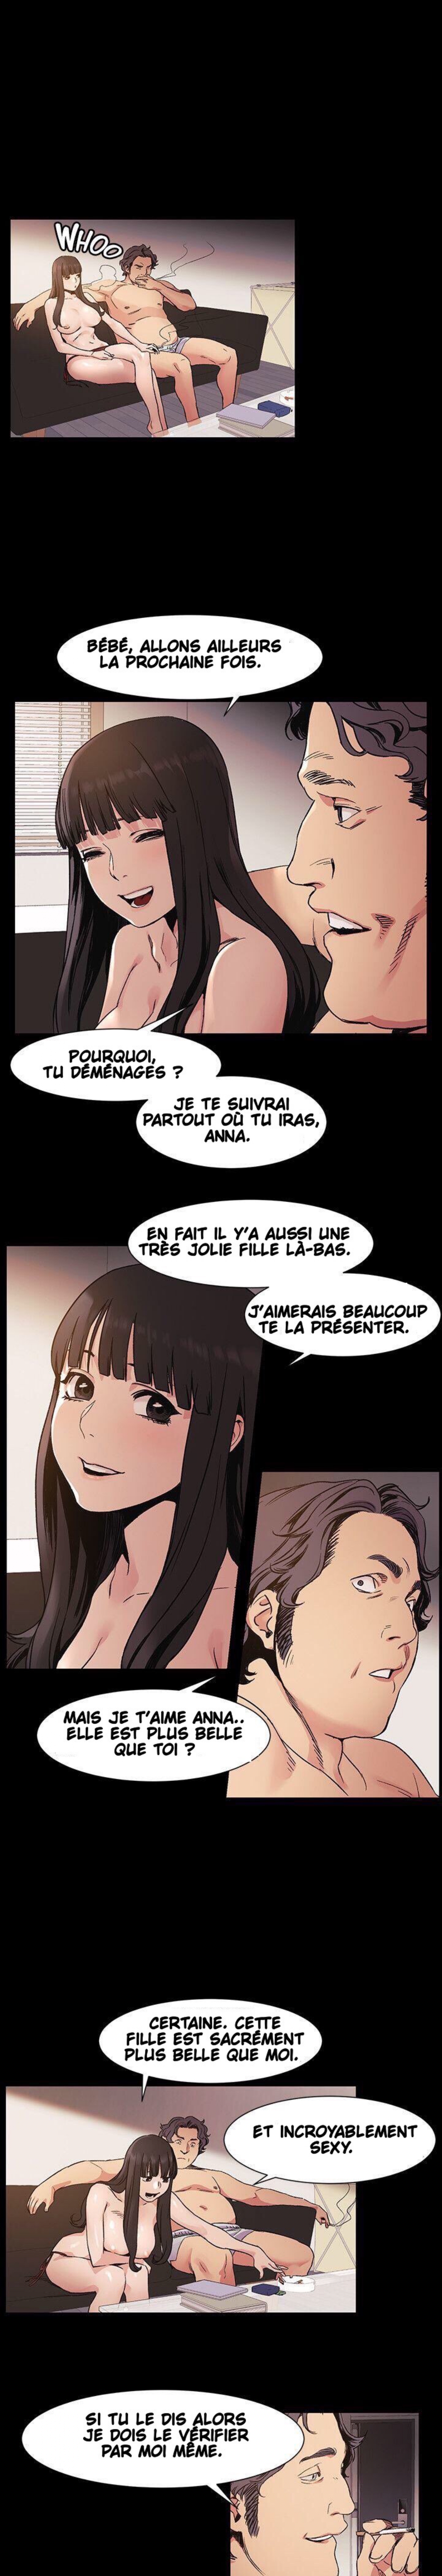 WHOO
BÉBÉ, ALLONS AILLEURS
LA PROCHAINE FOIS.
POURQUOI,
TU DÉMÉNAGES ?
JE TE SUIVRAI
PARTOUT OÙ TU IRAS,
ANNA.
EN FAIT IL Y'A AUSSI UNE
TRÈS JOLIE FILLE LÀ-BAS.
J'AIMERAIS BEAUCOUP
TE LA PRÉSENTER.
MAIS JE T'AIME ANNA..
ELLE EST PLUS BELLE
QUE TOI ?
CERTAINE. CETTE
FILLE EST SACRÉMENT
PLUS BELLE QUE MOI.
ET INCROYABLEMENT
SEXY.
SI TU LE DIS ALORS
JE DOIS LE VÉRIFIER
PAR MOI MÊME.